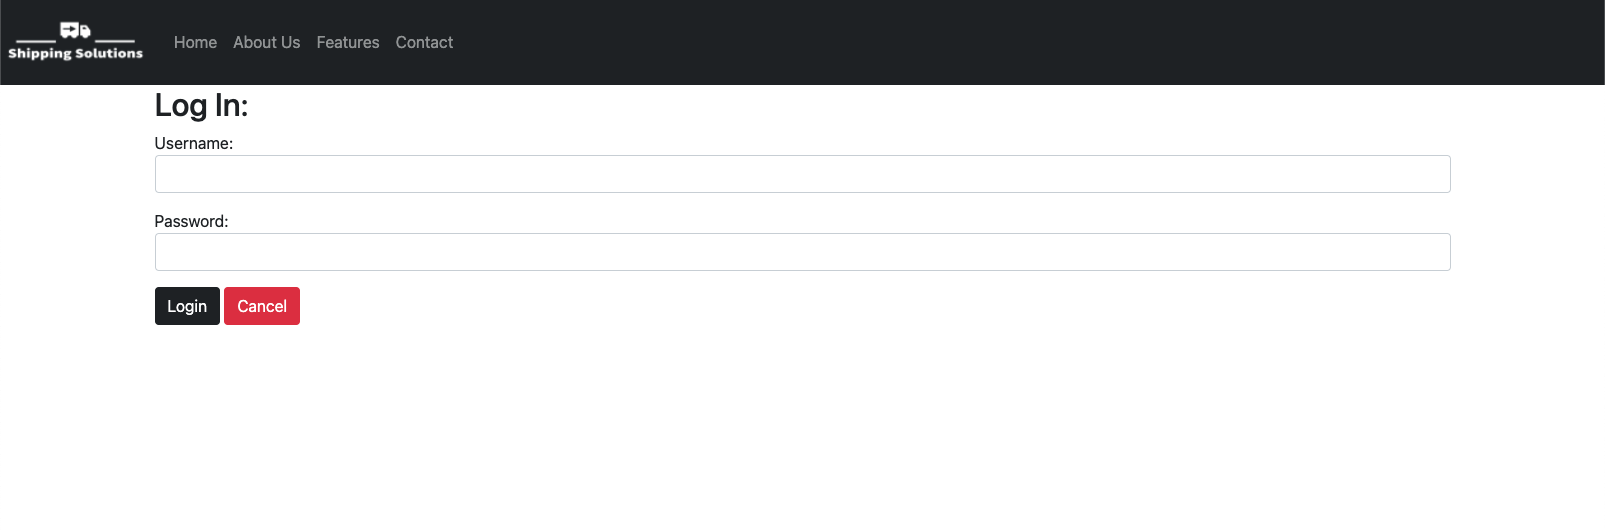 Shipping Solutions
Home About Us Features Contact
Log In:
Username:
Password:
Login Cancel